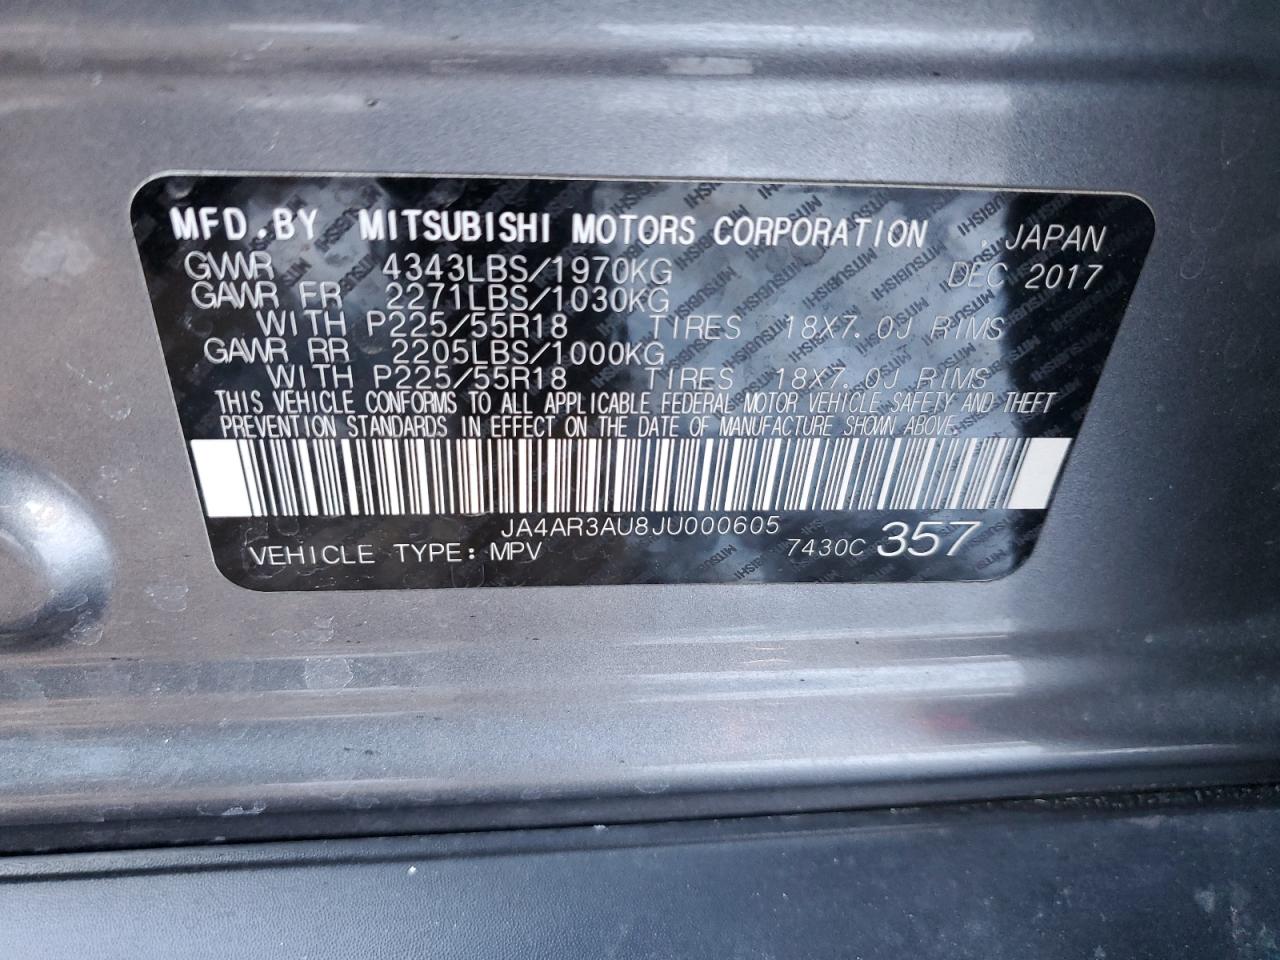 MFD.BY MITSUBISHI MOTORS CORPORATION , JAPAN
GVWR 4343LBS/1970KG DEC 2017
GAWR FR 2271LBS/1030KG
WITH P225/55R18 TIRES 18X7.0J RIMS
GAWR RR 2205LBS/1000KG
WITH P225/55R18 TIRES 18X7.0J RIMS
THIS VEHICLE CONFORMS TO ALL APPLICABLE FEDERAL MOTOR VEHICLE SAFETY AND THEFT
PREVENTION STANDARDS IN EFFECT ON THE DATE OF MANUFACTURE SHOWN ABOVE.
JA4AR3AU8JU000605
VEHICLE TYPE: MPV 7430C 357